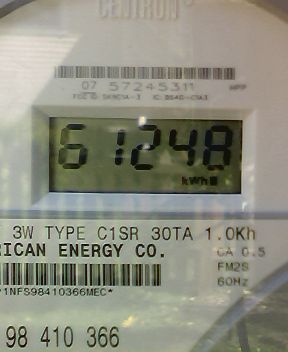 CENTRON
07 57245311
61248
kWh
3W TYPE C1SR 30TA 1.0Kh
RICAN ENERGY CO.
CA 0.5
FM2S
60Hz
1NFS98410366MEC*
98 410 366